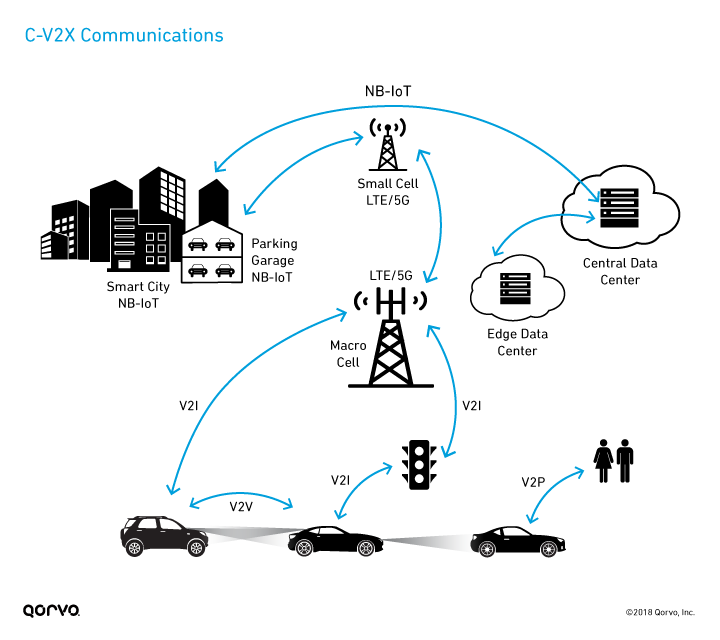 C-V2X Communications
NB-IoT
Small Cell
LTE/5G
Parking
Garage
NB-IoT
Smart City
NB-IoT
Central Data
Center
LTE/5G
Edge Data
Center
Macro
Cell
V2I
V2I
V2I
V2P
V2V
QORVO
©2018 Qorvo, Inc.